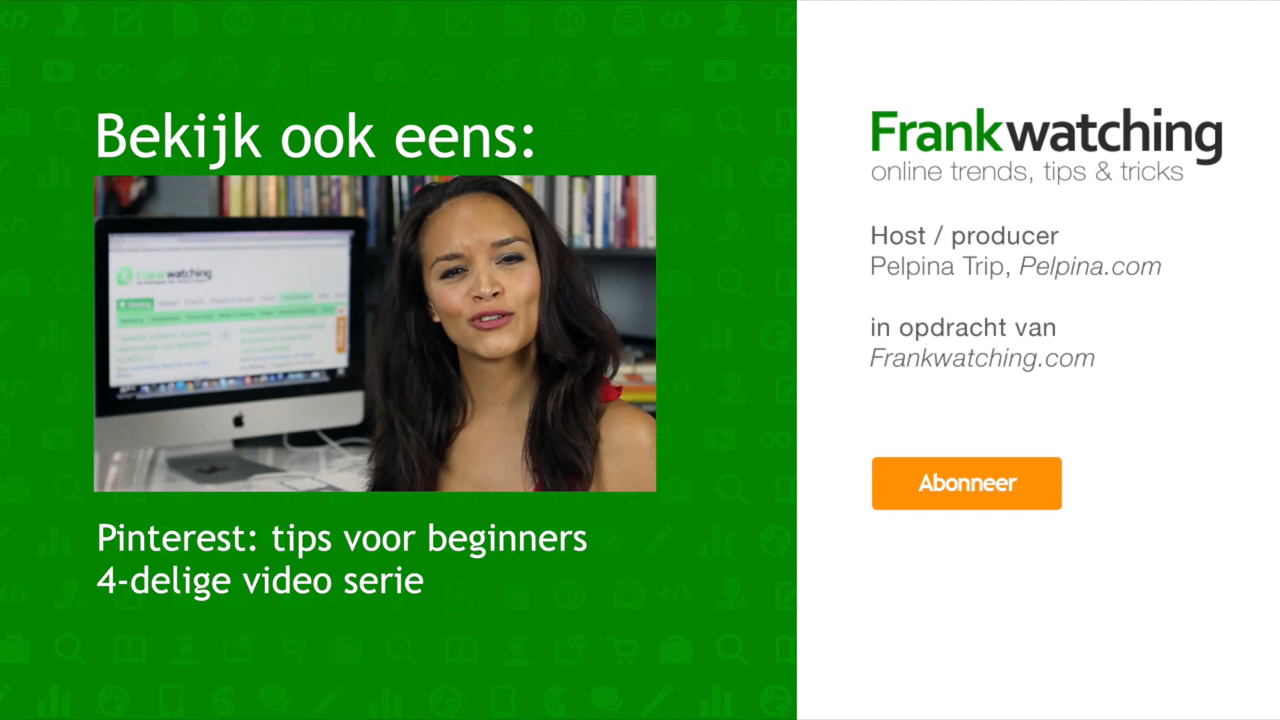 Bekijk ook eens:
Frankwatching
Pinterest: tips voor beginners
4-delige video serie
Frankwatching
online trends, tips & tricks
Host / producer
Pelpina Trip, Pelpina.com
in opdracht van
Frankwatching.com
Abonneer